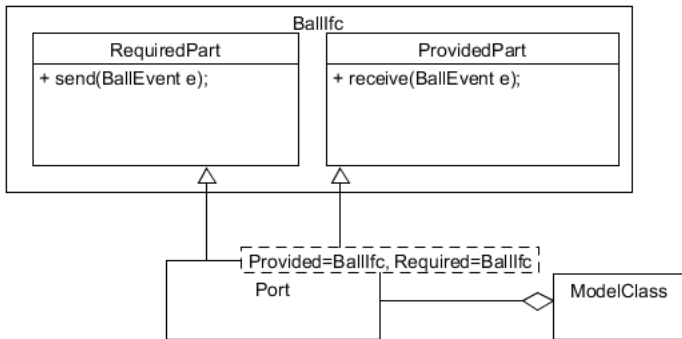 BallIfc
RequiredPart
+ send(BallEvent e);
ProvidedPart
+ receive(BallEvent e);
Provided=BallIfc, Required=BallIfc
Port
ModelClass